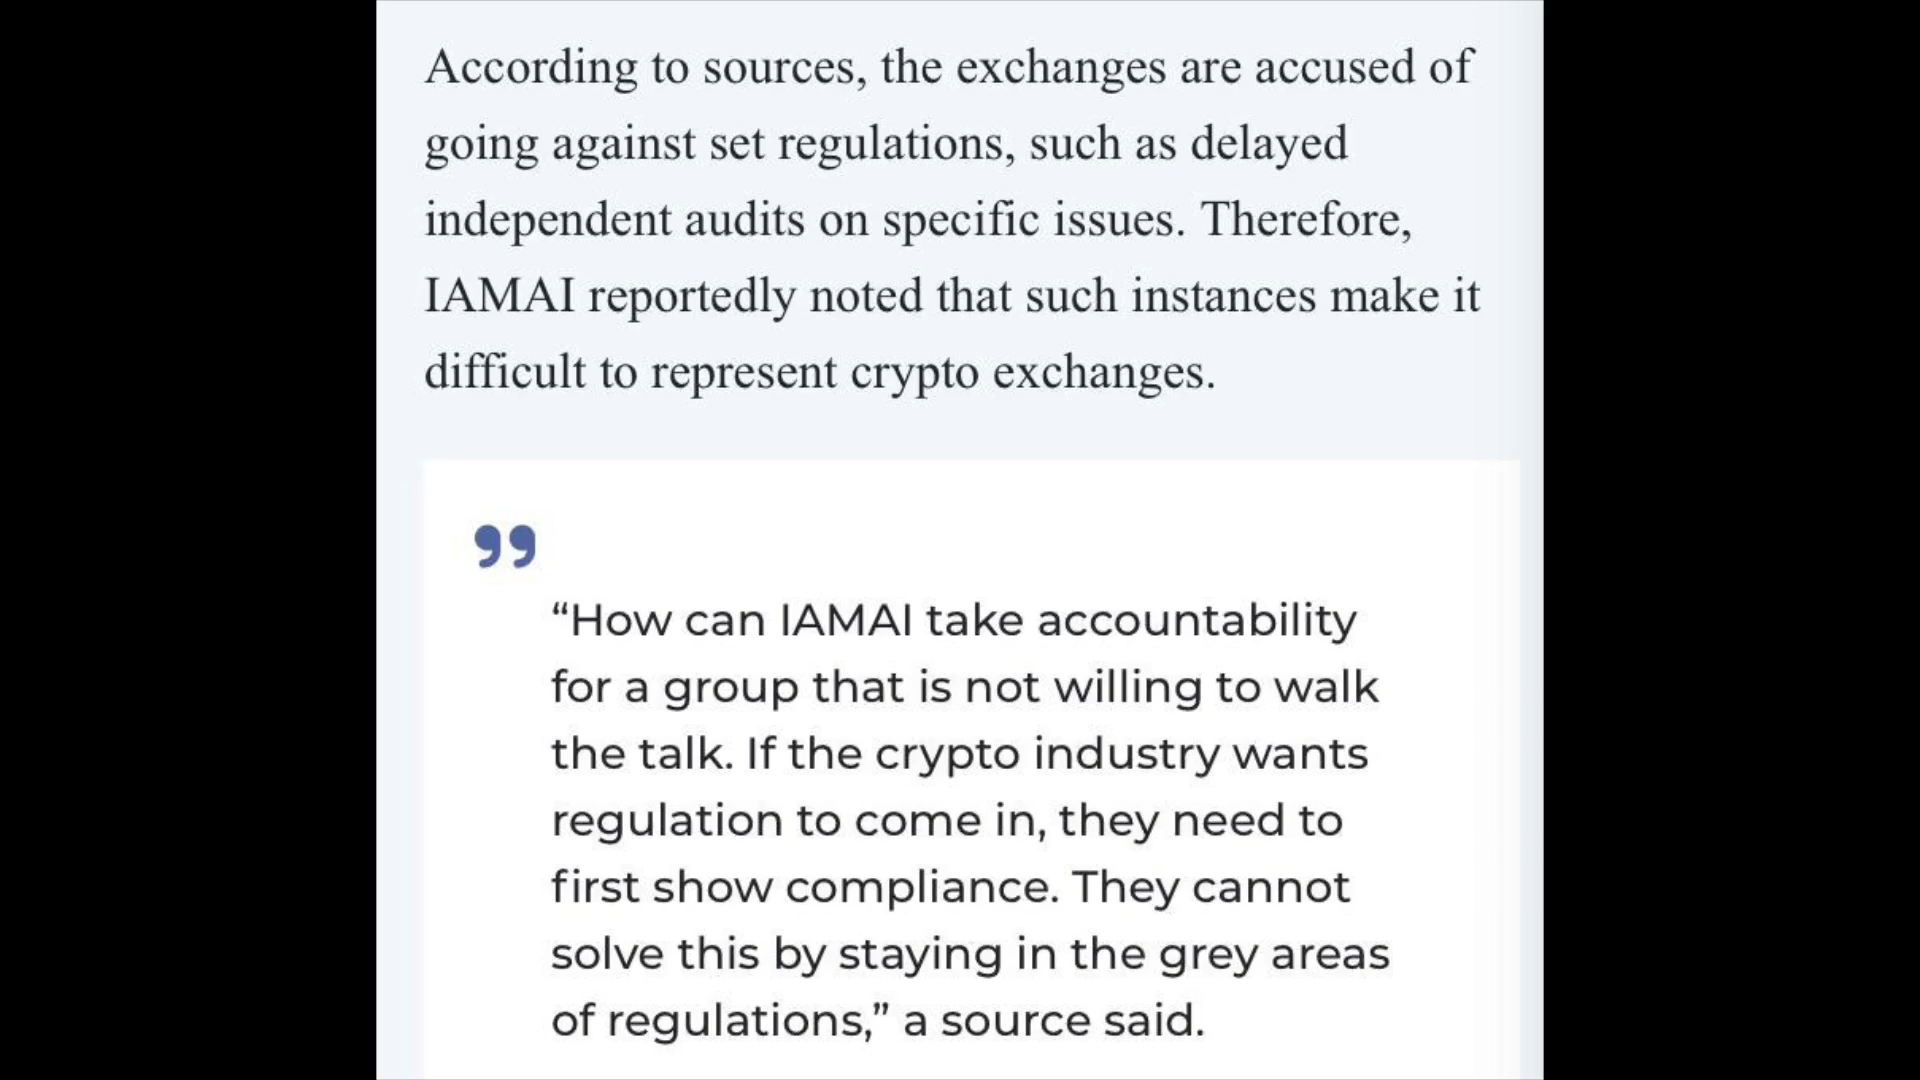 According to sources, the exchanges are accused of
going against set regulations, such as delayed
independent audits on specific issues. Therefore,
IAMAI reportedly noted that such instances make it
difficult to represent crypto exchanges.
”
“How can IAMAI take accountability
for a group that is not willing to walk
the talk. If the crypto industry wants
regulation to come in, they need to
first show compliance. They cannot
solve this by staying in the grey areas
of regulations,” a source said.